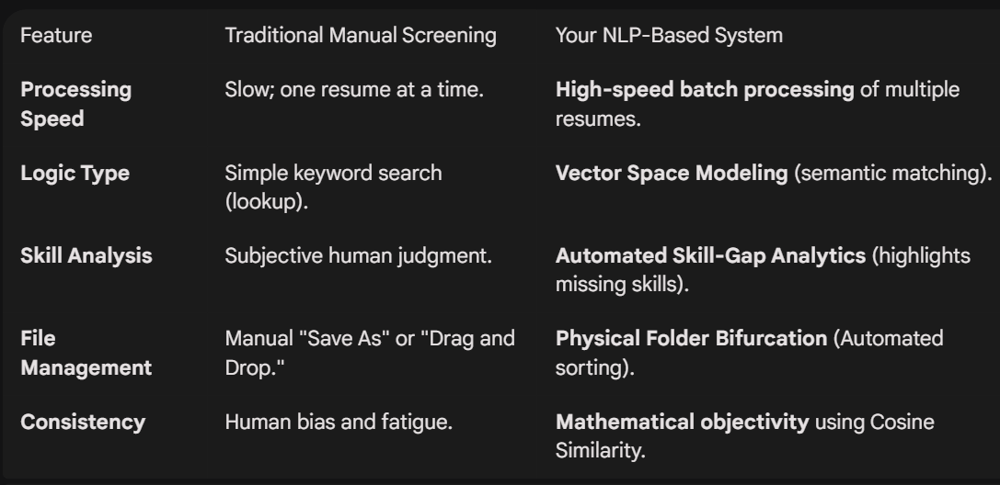 Feature Traditional Manual Screening Your NLP-Based System
Processing Slow; one resume at a time. High-speed batch processing of multiple
Speed resumes.
Logic Type Simple keyword search Vector Space Modeling (semantic matching).
(lookup).
Skill Analysis Subjective human judgment. Automated Skill-Gap Analytics (highlights
missing skills).
File Manual "Save As" or "Drag and Physical Folder Bifurcation (Automated
Management Drop." sorting).
Consistency Human bias and fatigue. Mathematical objectivity using Cosine
Similarity.